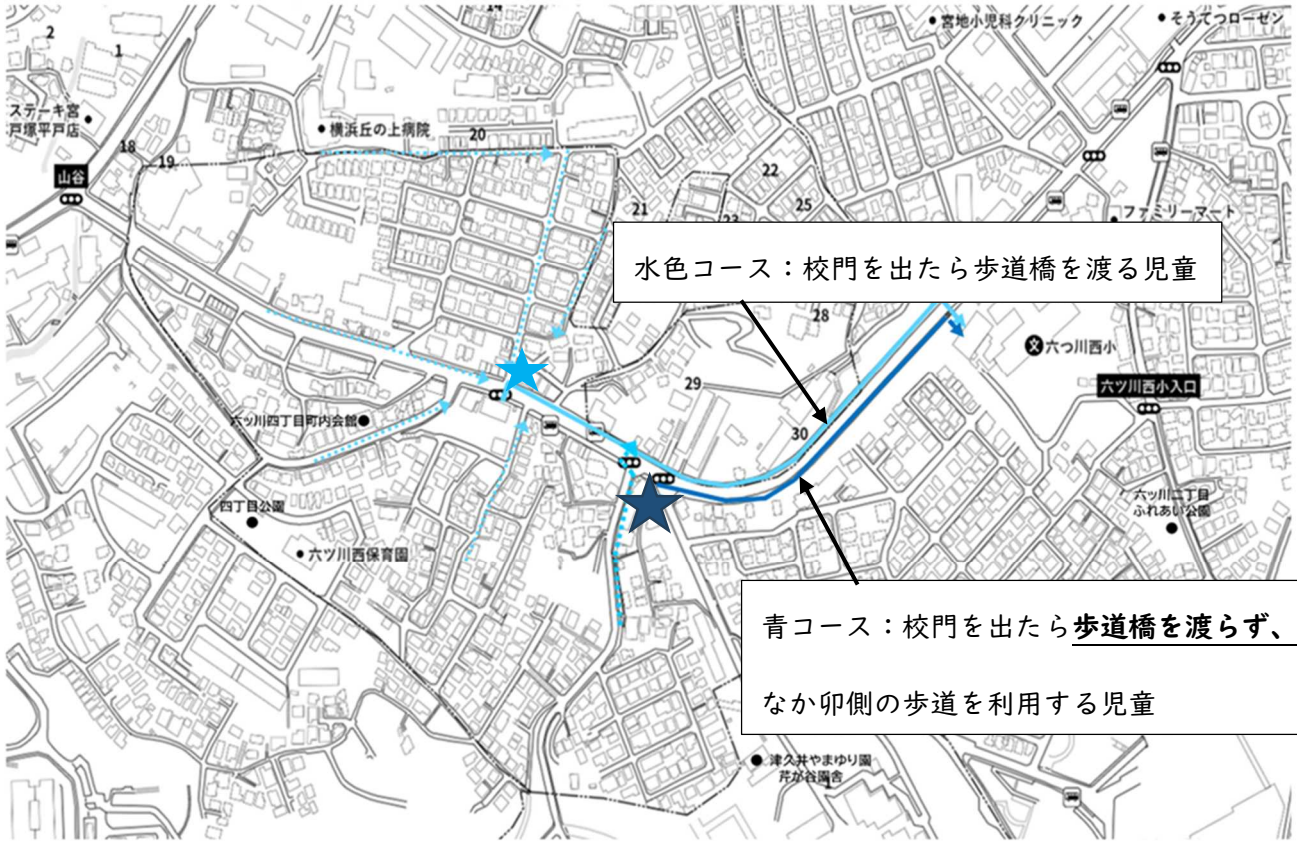 14
2
1
宮地小児科クリニック
そうてつローゼン
ステーキ宮
戸塚平戸店
横浜丘の上病院
20
18
19
山谷
22
21
25
23
ファミリーマート
水色コース：校門を出たら歩道橋を渡る児童
28
文 六つ川西小
29
六ツ川西小入口
六ッ川四丁目町内会館
30
四丁目公園
六ッ川二丁目
ふれあい公園
六ツ川西保育園
青コース：校門を出たら歩道橋を渡らず、
なか卯側の歩道を利用する児童
津久井やまゆり園
芹が谷園舎
1